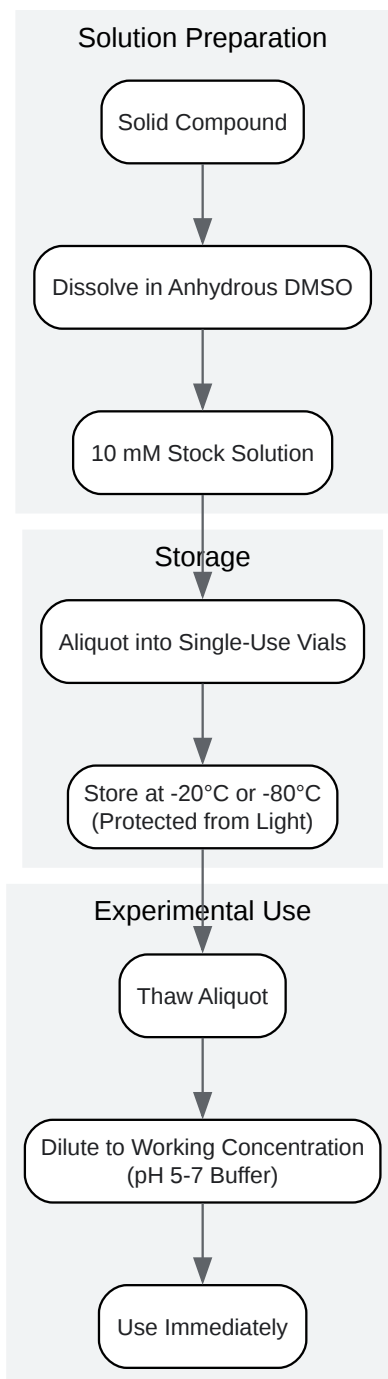 Solution Preparation
Solid Compound
Dissolve in Anhydrous DMSO
10 mM Stock Solution
Storage
Aliquot into Single-Use Vials
Store at -20°C or -80°C
(Protected from Light)
Experimental Use
Thaw Aliquot
Dilute to Working Concentration
(pH 5-7 Buffer)
Use Immediately